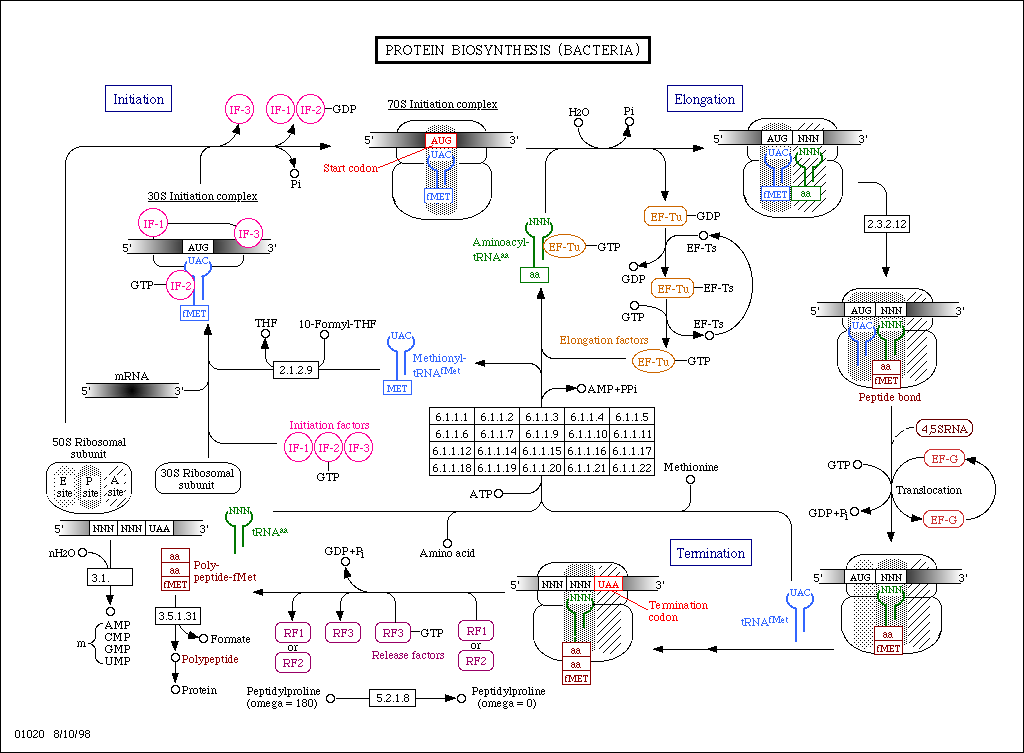 PROTEIN BIOSYNTHESIS (BACTERIA)
Initiation
IF-3
IF-1
IF-2
GDP
Pi
70S Initiation complex
5'
AUG
3'
UAC
fMET
Start codon
H2O
Pi
Elongation
5'
AUG
NNN
3'
UAC
NNN
fMET
aa
2.3.2.12
30S Initiation complex
IF-1
IF-3
5'
AUG
3'
UAC
GTP
IF-2
fMET
NNN
Aminoacyl-
tRNAaa
EF-Tu
GTP
aa
EF-Tu
GDP
EF-Ts
GDP
EF-Tu
EF-Ts
GTP
EF-Ts
Elongation factors
EF-Tu
GTP
5'
AUG
NNN
3'
UAC
NNN
aa
fMET
Peptide bond
THF
10-Formyl-THF
2.1.2.9
UAC
Methionyl-
tRNAfMet
MET
mRNA
5'
3'
AMP+PPi
6.1.1.1 6.1.1.2 6.1.1.3 6.1.1.4 6.1.1.5
6.1.1.6 6.1.1.7 6.1.1.9 6.1.1.10 6.1.1.11
6.1.1.12 6.1.1.14 6.1.1.15 6.1.1.16 6.1.1.17
6.1.1.18 6.1.1.19 6.1.1.20 6.1.1.21 6.1.1.22
Initiation factors
IF-1
IF-2
IF-3
GTP
50S Ribosomal
subunit
E
site
P
site
A
site
30S Ribosomal
subunit
ATP
Methionine
4,5SRNA
GTP
EF-G
Translocation
GDP+Pi
EF-G
5'
NNN
NNN
UAA
3'
NNN
tRNAaa
Amino acid
Termination
nH2O
3.1.
m
AMP
CMP
GMP
UMP
aa
aa
fMET
Poly-
peptide-fMet
3.5.1.31
Formate
Polypeptide
Protein
GDP+Pi
RF1
or
RF2
RF3
RF3
GTP
RF1
or
RF2
Release factors
5'
NNN
NNN
UAA
3'
NNN
Termination
codon
aa
aa
fMET
UAC
tRNAfMet
5'
AUG
NNN
3'
NNN
aa
fMET
Peptidylproline
(omega = 180)
5.2.1.8
Peptidylproline
(omega = 0)
01020 8/10/98